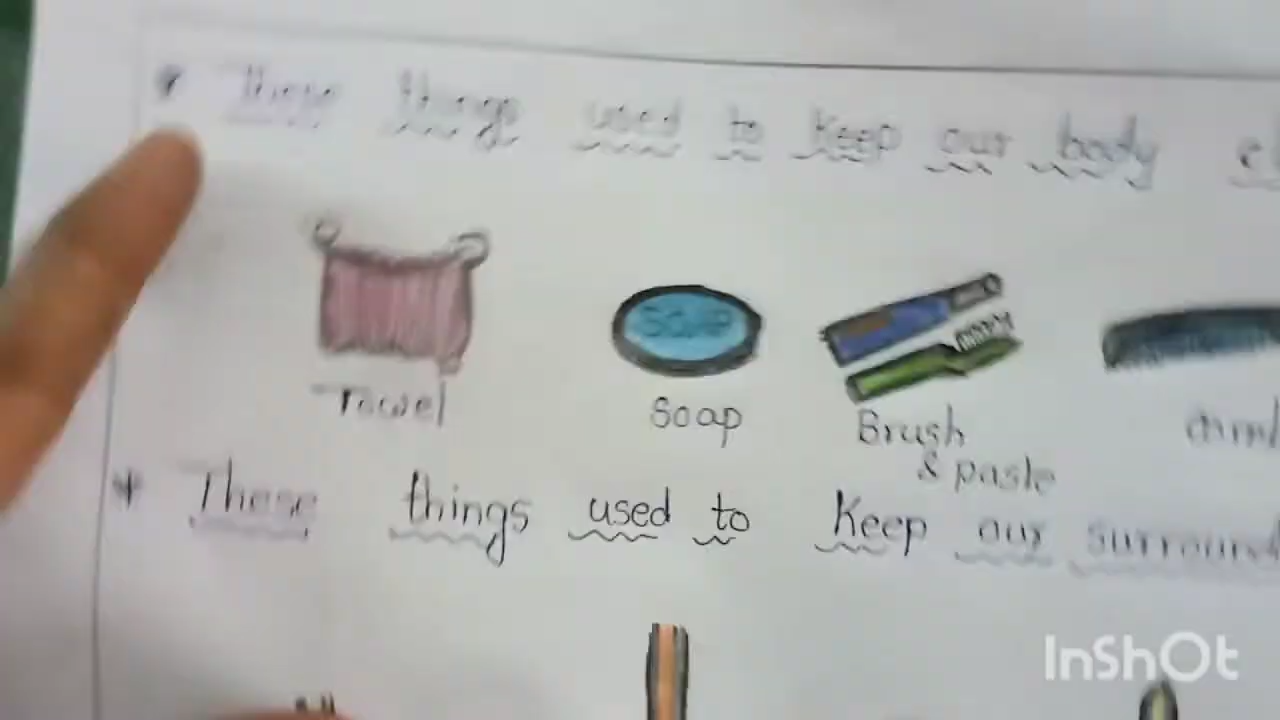 * These things used to keep our body
SOAP
Towel
Soap
Brush
& paste
* These things used to keep our
InShOt